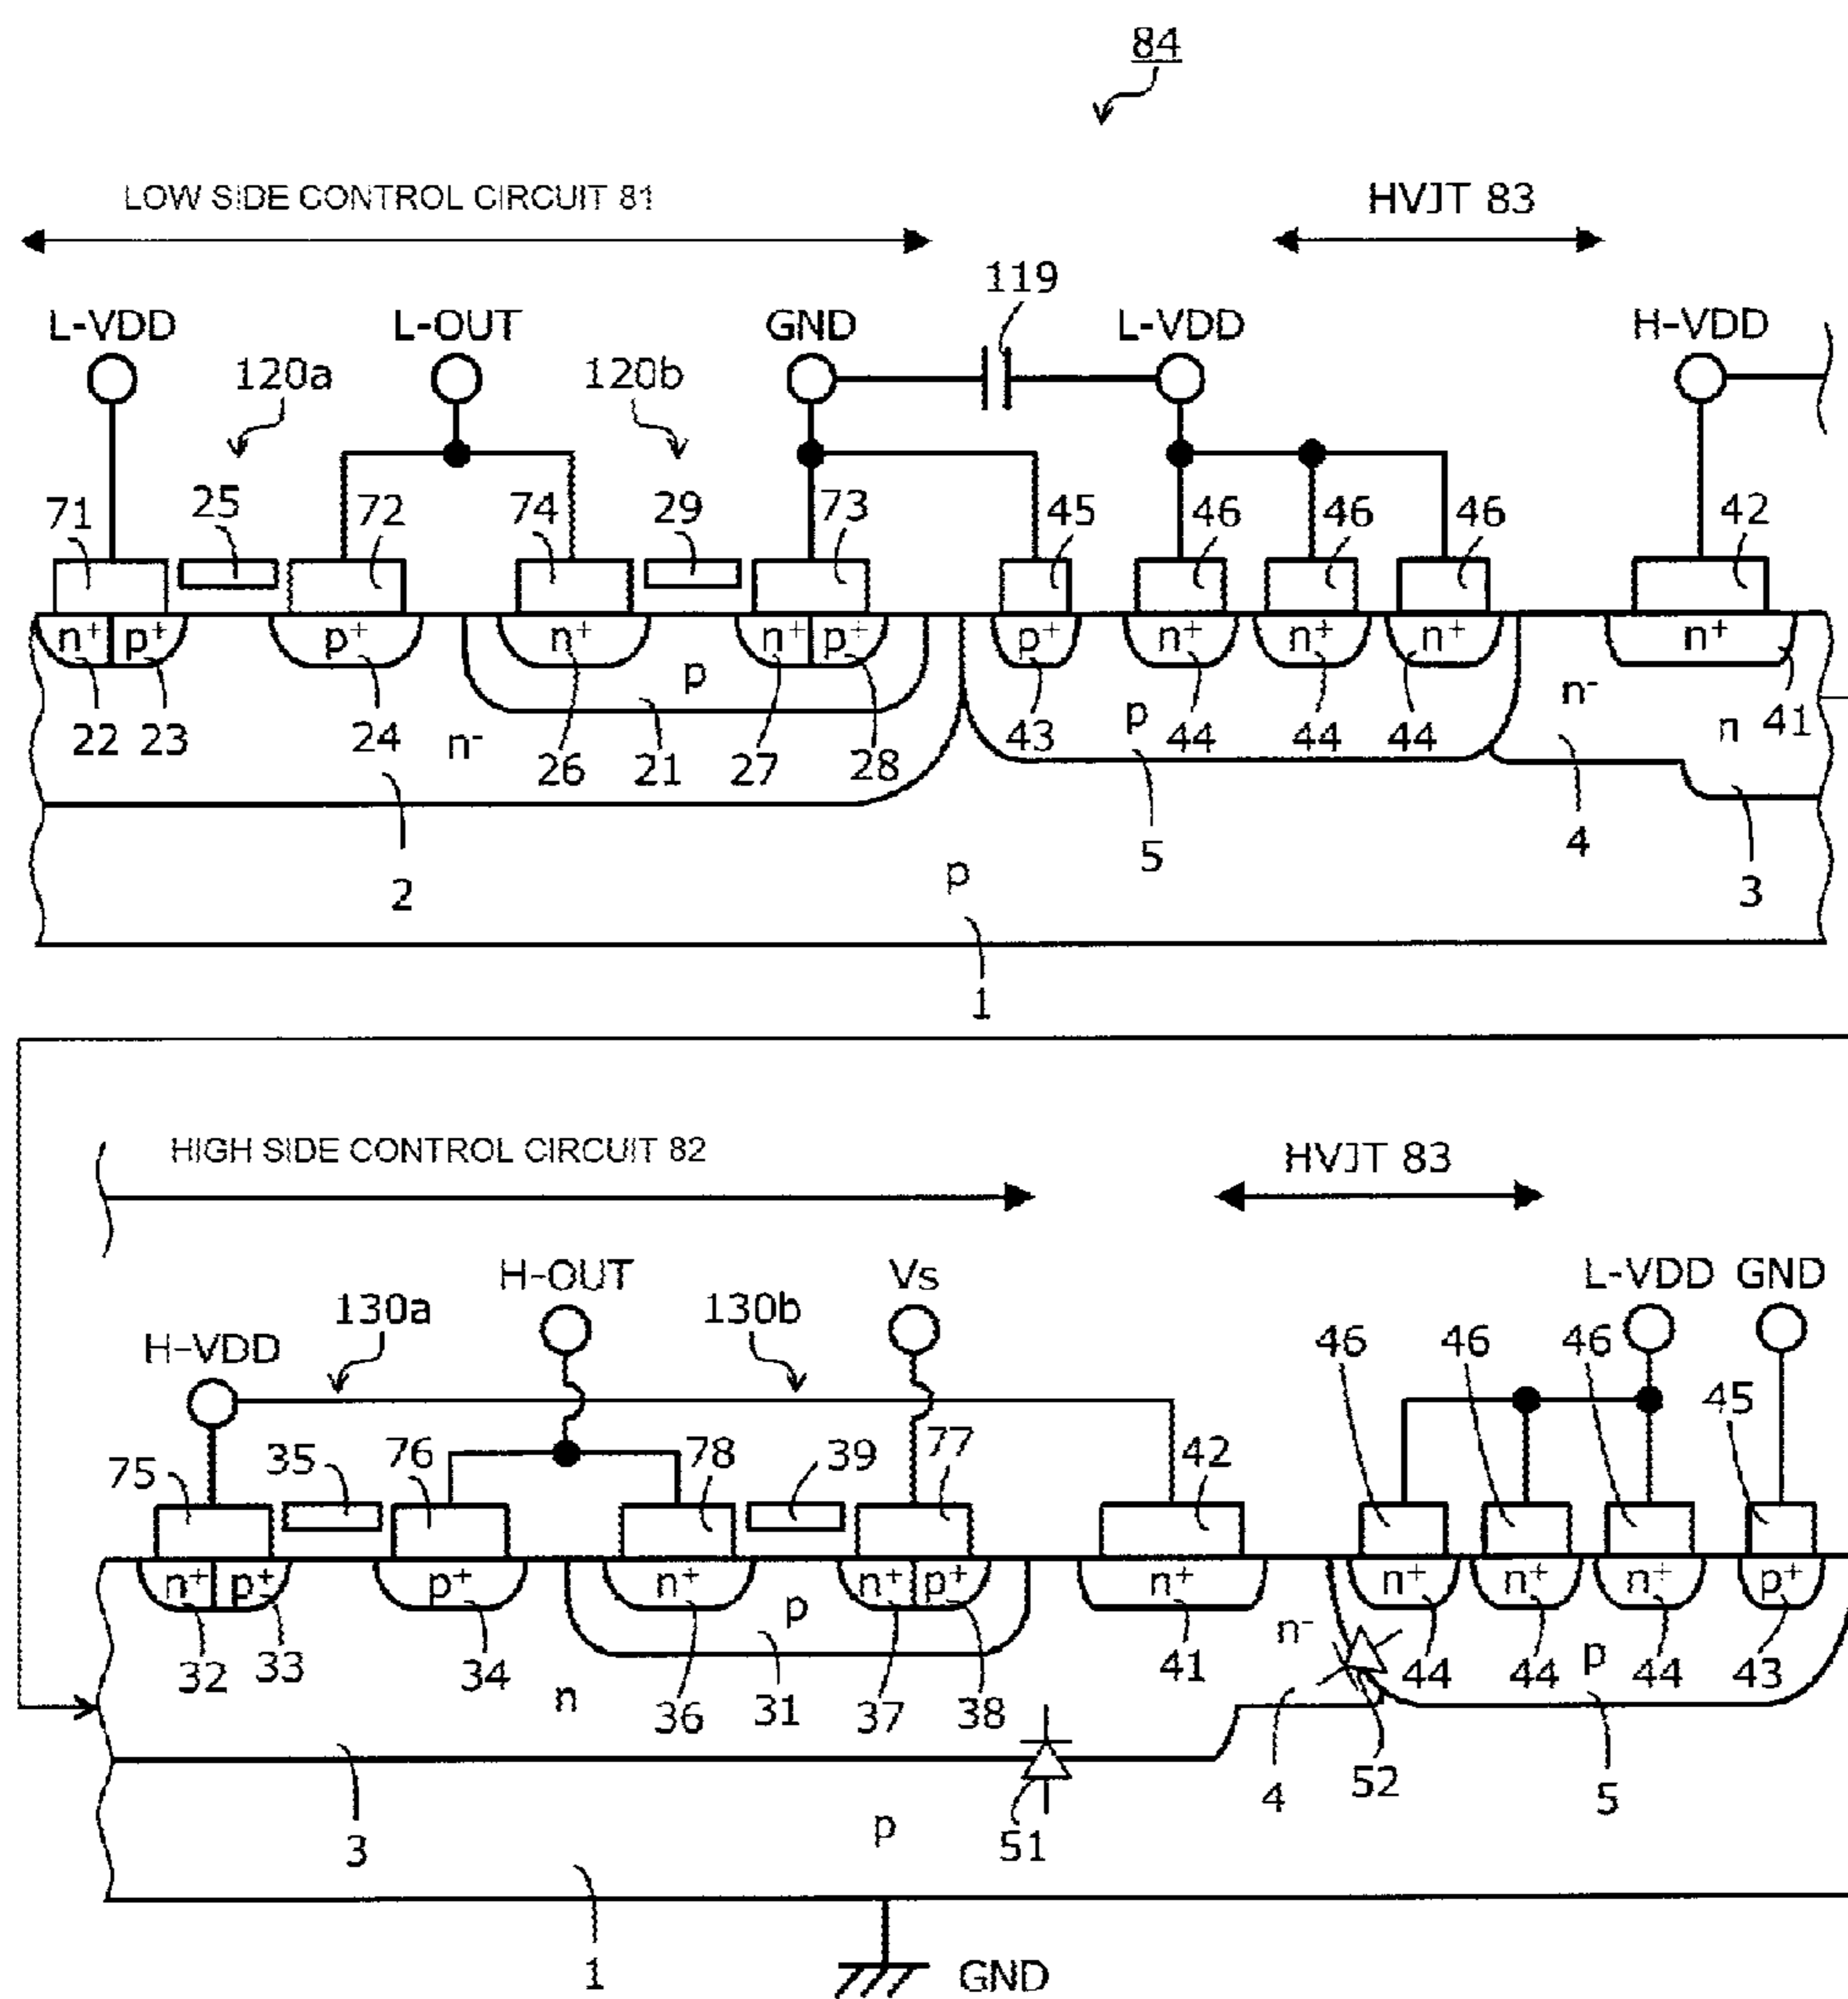 84
LOW SIDE CONTROL CIRCUIT 81
HVJT 83
119
L-VDD
L-OUT
GND
L-VDD
H-VDD
120a
120b
71
25
72
74
29
73
45
46
46
46
42
n+
p+
p+
n+
n+
p+
p+
n+
n+
n+
n+
p
p
n-
n
n-
22
23
24
26
21
27
28
43
44
44
44
41
2
5
4
3
p
1
HIGH SIDE CONTROL CIRCUIT 82
HVJT 83
H-OUT
Vs
L-VDD
GND
130a
130b
H-VDD
46
46
46
45
75
35
76
78
39
77
42
n+
p+
p+
n+
n+
p+
n+
n+
n+
n+
p+
p
n-
p
32
33
34
36
31
37
38
41
44
44
44
43
n
3
p
51
4
52
5
1
GND